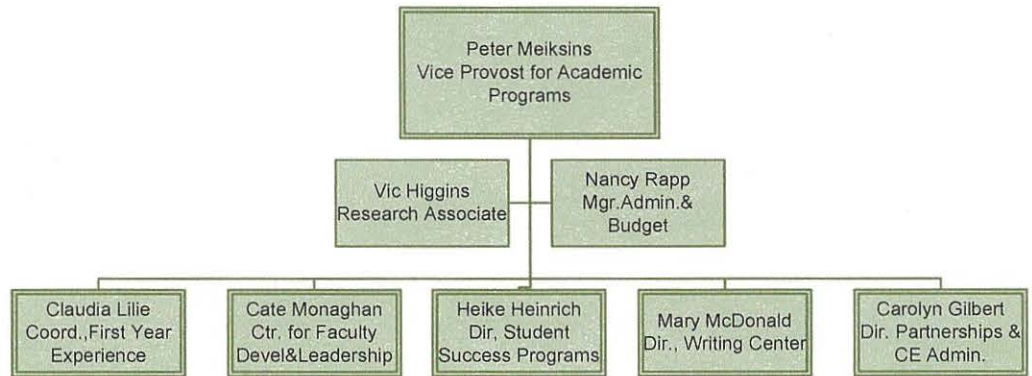 Peter Meiksins
Vice Provost for Academic
Programs
Vic Higgins
Research Associate
Nancy Rapp
Mgr.Admin.&
Budget
Claudia Lilie
Coord.,First Year
Experience
Cate Monaghan
Ctr. for Faculty
Devel&Leadership
Heike Heinrich
Dir, Student
Success Programs
Mary McDonald
Dir., Writing Center
Carolyn Gilbert
Dir. Partnerships &
CE Admin.